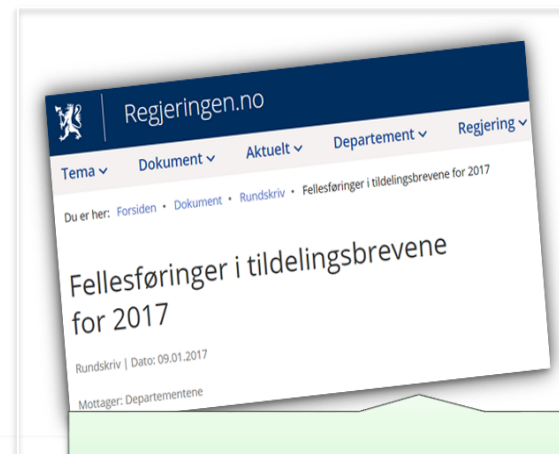 Regjeringen.no
Tema Dokument Aktuelt Departement Regjering
Du er her: Forsiden • Dokument • Rundskriv • Fellesføringer i tildelingsbrevene for 2017
Fellesføringer i tildelingsbrevene
for 2017
Rundskriv | Dato: 09.01.2017
Mottager: Departementene